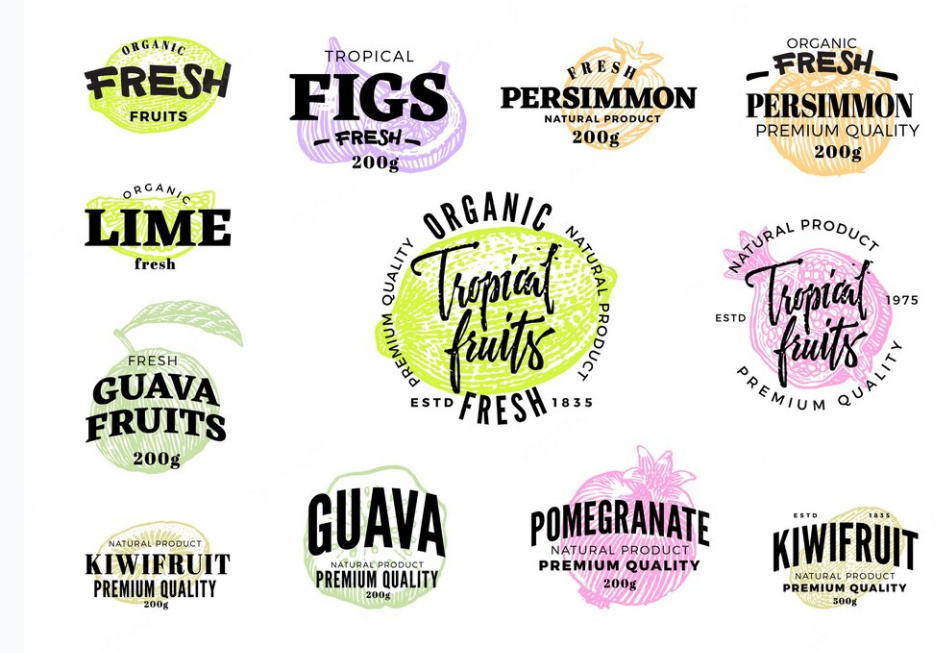 ORGANIC
FRESH
FRUITS
TROPICAL
FIGS
FRESH
200g
FRESH
PERSIMMON
NATURAL PRODUCT
200g
ORGANIC
FRESH
PERSIMMON
PREMIUM QUALITY
200g
ORGANIC
LIME
fresh
ORGANIC
PREMIUM QUALITY
NATURAL PRODUCT
Tropical
fruits
ESTD FRESH 1835
NATURAL PRODUCT
Tropical
fruits
ESTD 1975
PREMIUM QUALITY
FRESH
GUAVA
FRUITS
200g
NATURAL PRODUCT
KIWIFRUIT
PREMIUM QUALITY
200g
GUAVA
NATURAL PRODUCT
PREMIUM QUALITY
200g
POMEGRANATE
NATURAL PRODUCT
PREMIUM QUALITY
200g
ESTD 1835
KIWIFRUIT
NATURAL PRODUCT
PREMIUM QUALITY
500g